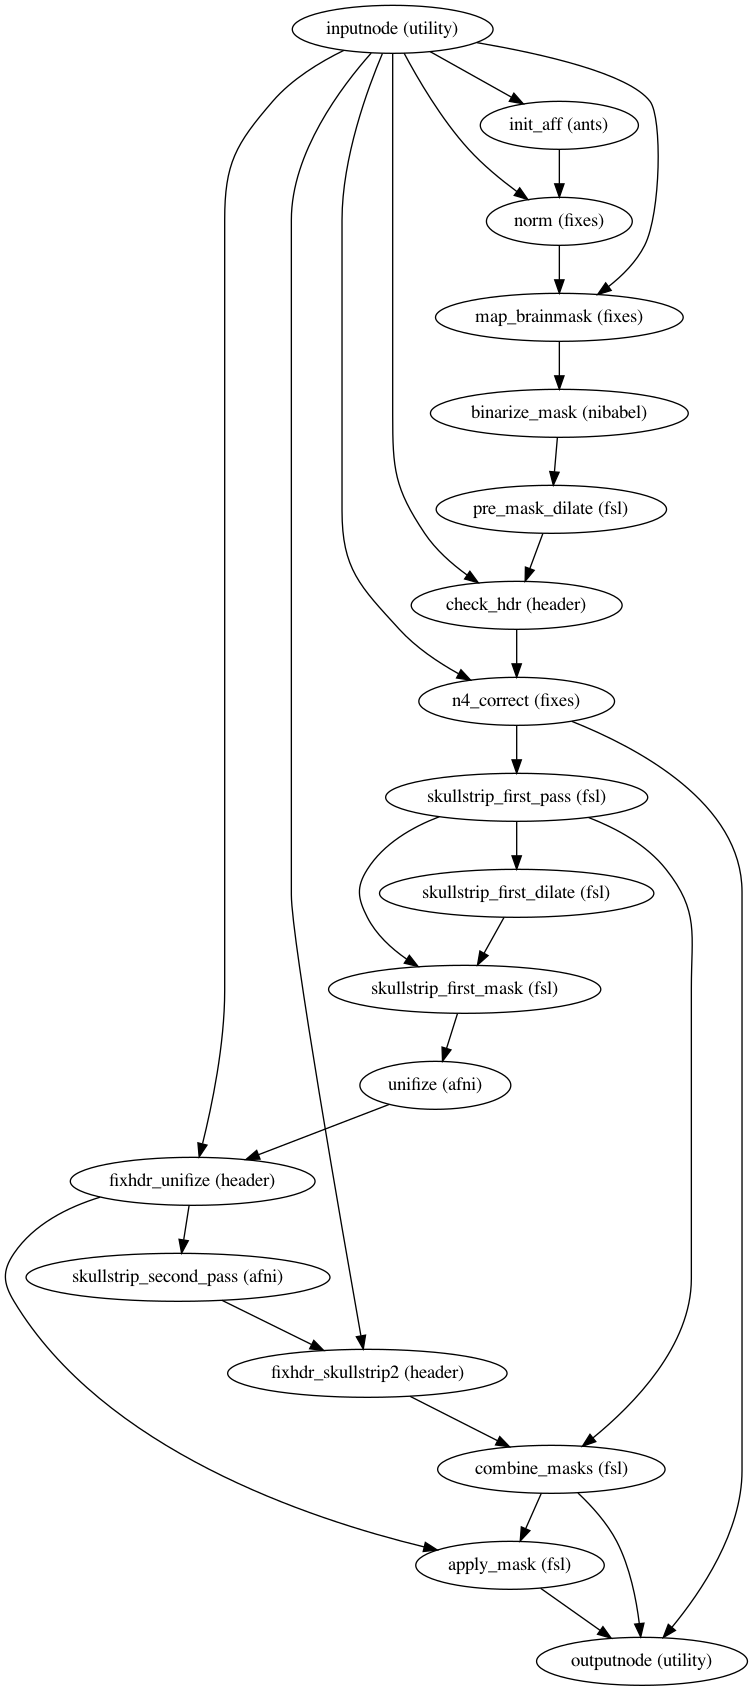 inputnode (utility)
init_aff (ants)
norm (fixes)
map_brainmask (fixes)
binarize_mask (nibabel)
pre_mask_dilate (fsl)
check_hdr (header)
n4_correct (fixes)
skullstrip_first_pass (fsl)
skullstrip_first_dilate (fsl)
skullstrip_first_mask (fsl)
unifize (afni)
fixhdr_unifize (header)
skullstrip_second_pass (afni)
fixhdr_skullstrip2 (header)
combine_masks (fsl)
apply_mask (fsl)
outputnode (utility)